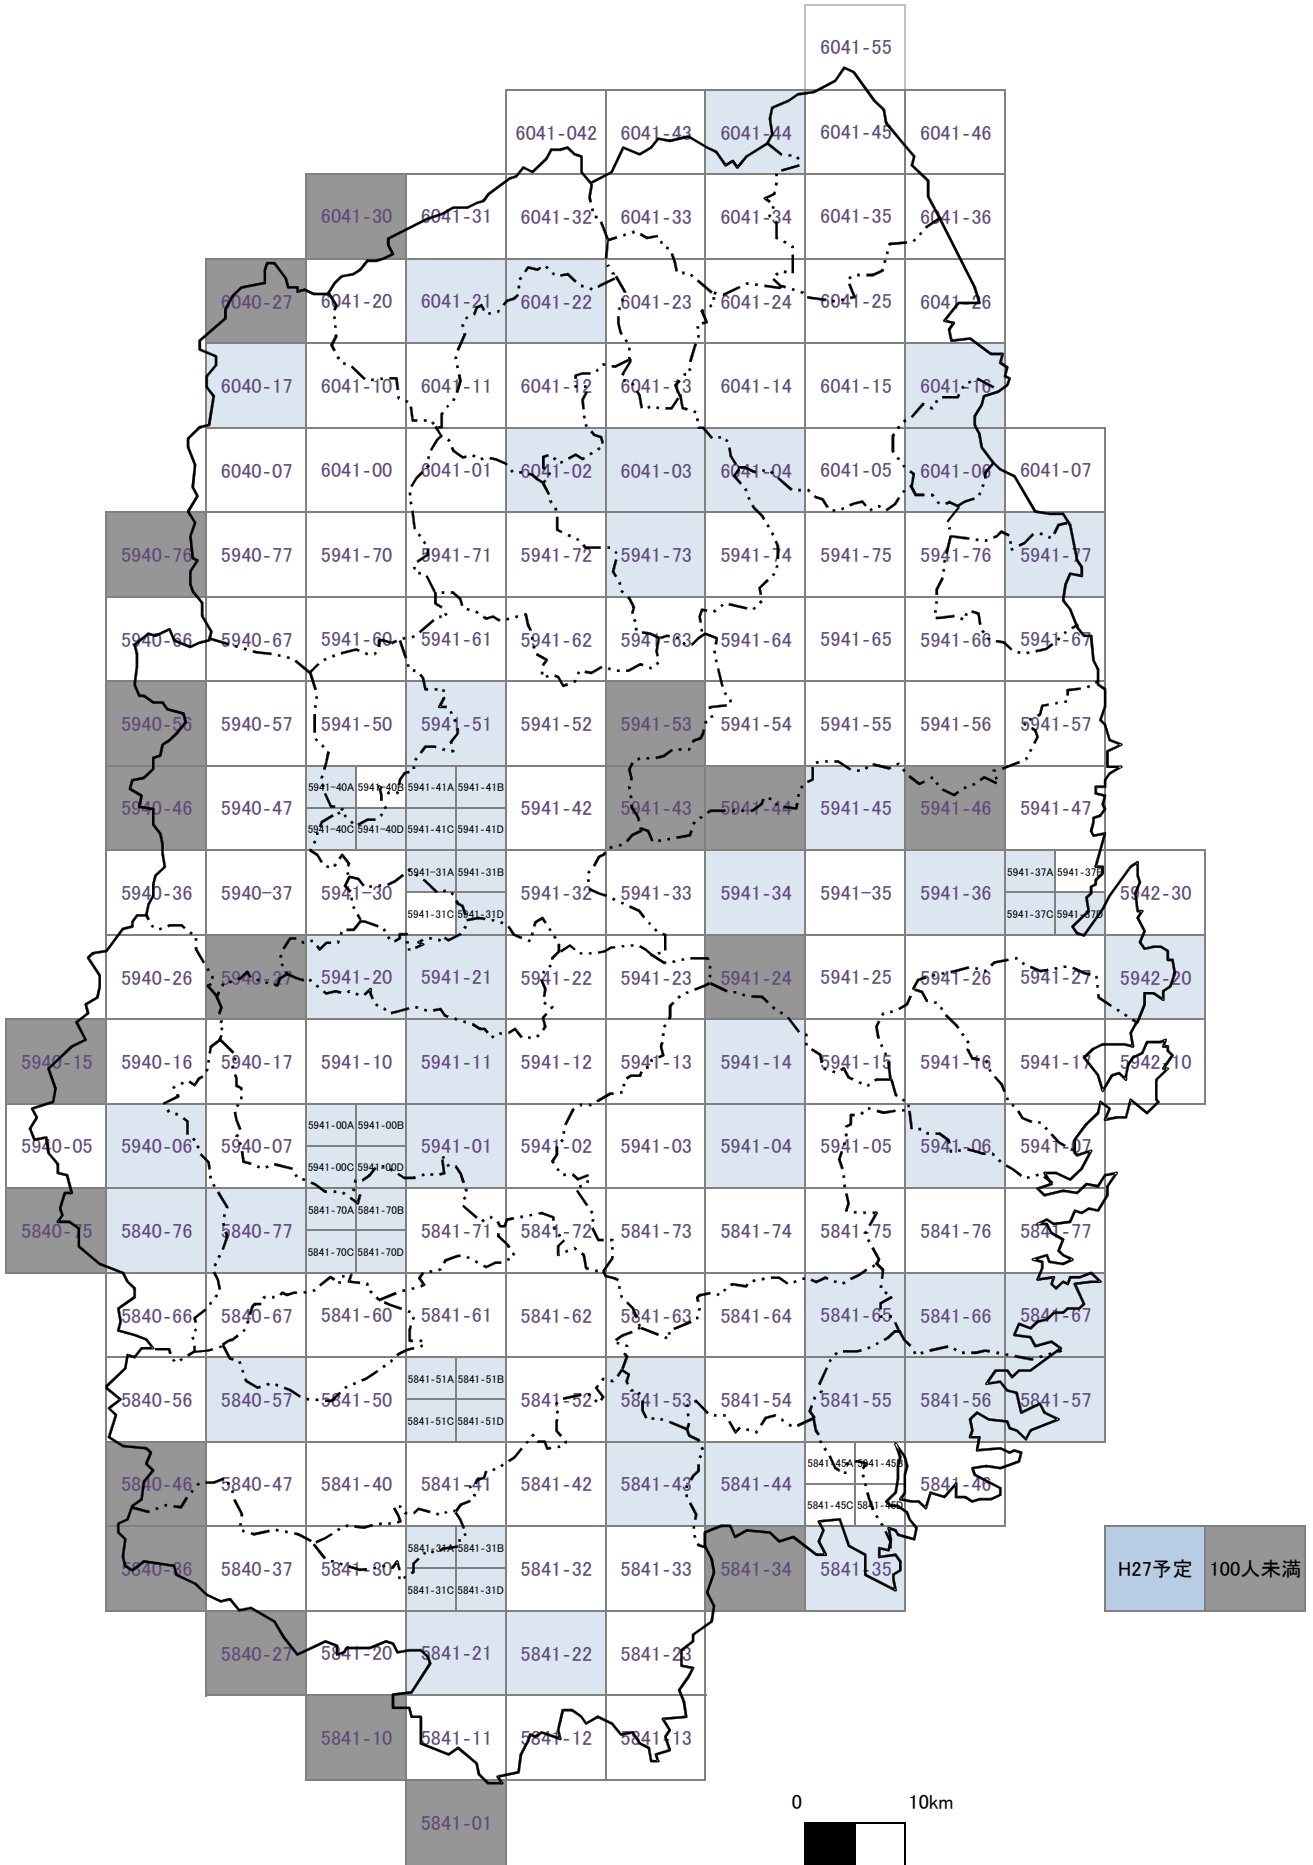 6041-55
6041-042 6041-43 6041-44 6041-45 6041-46
6041-30 6041-31 6041-32 6041-33 6041-34 6041-35 6041-36
6040-27 6041-20 6041-21 6041-22 6041-23 6041-24 6041-25 6041-26
6040-17 6041-10 6041-11 6041-12 6041-13 6041-14 6041-15 6041-16
6040-07 6041-00 6041-01 6041-02 6041-03 6041-04 6041-05 6041-06 6041-07
5940-76 5940-77 5941-70 5941-71 5941-72 5941-73 5941-74 5941-75 5941-76 5941-77
5940-66 5940-67 5941-60 5941-61 5941-62 5941-63 5941-64 5941-65 5941-66 5941-67
5940-56 5940-57 5941-50 5941-51 5941-52 5941-53 5941-54 5941-55 5941-56 5941-57
5941-40A 5941-40B 5941-41A 5941-41B
5940-46 5940-47 5941-42 5941-43 5941-44 5941-45 5941-46 5941-47
5941-40C 5941-40D 5941-41C 5941-41D
5941-31A 5941-31B 5941-37A 5941-37B
5940-36 5940-37 5941-30 5941-32 5941-33 5941-34 5941-35 5941-36 5942-30
5941-31C 5941-31D 5941-37C 5941-37D
5940-26 5940-27 5941-20 5941-21 5941-22 5941-23 5941-24 5941-25 5941-26 5941-27 5942-20
5940-15 5940-16 5940-17 5941-10 5941-11 5941-12 5941-13 5941-14 5941-15 5941-16 5941-17 5942-10
5941-00A 5941-00B
5940-05 5940-06 5940-07 5941-01 5941-02 5941-03 5941-04 5941-05 5941-06 5941-07
5941-00C 5941-00D
5841-70A 5841-70B
5840-75 5840-76 5840-77 5841-71 5841-72 5841-73 5841-74 5841-75 5841-76 5841-77
5841-70C 5841-70D
5840-66 5840-67 5841-60 5841-61 5841-62 5841-63 5841-64 5841-65 5841-66 5841-67
5841-51A 5841-51B
5840-56 5840-57 5841-50 5841-52 5841-53 5841-54 5841-55 5841-56 5841-57
5841-51C 5841-51D
5841-45A 5841-45B
5840-46 5840-47 5841-40 5841-41 5841-42 5841-43 5841-44 5841-46
5841-45C 5841-45D
5841-31A 5841-31B
5840-36 5840-37 5841-30 5841-32 5841-33 5841-34 5841-35 H27予定 100人未満
5841-31C 5841-31D
5840-27 5841-20 5841-21 5841-22 5841-23
5841-10 5841-11 5841-12 5841-13
0 10km
5841-01